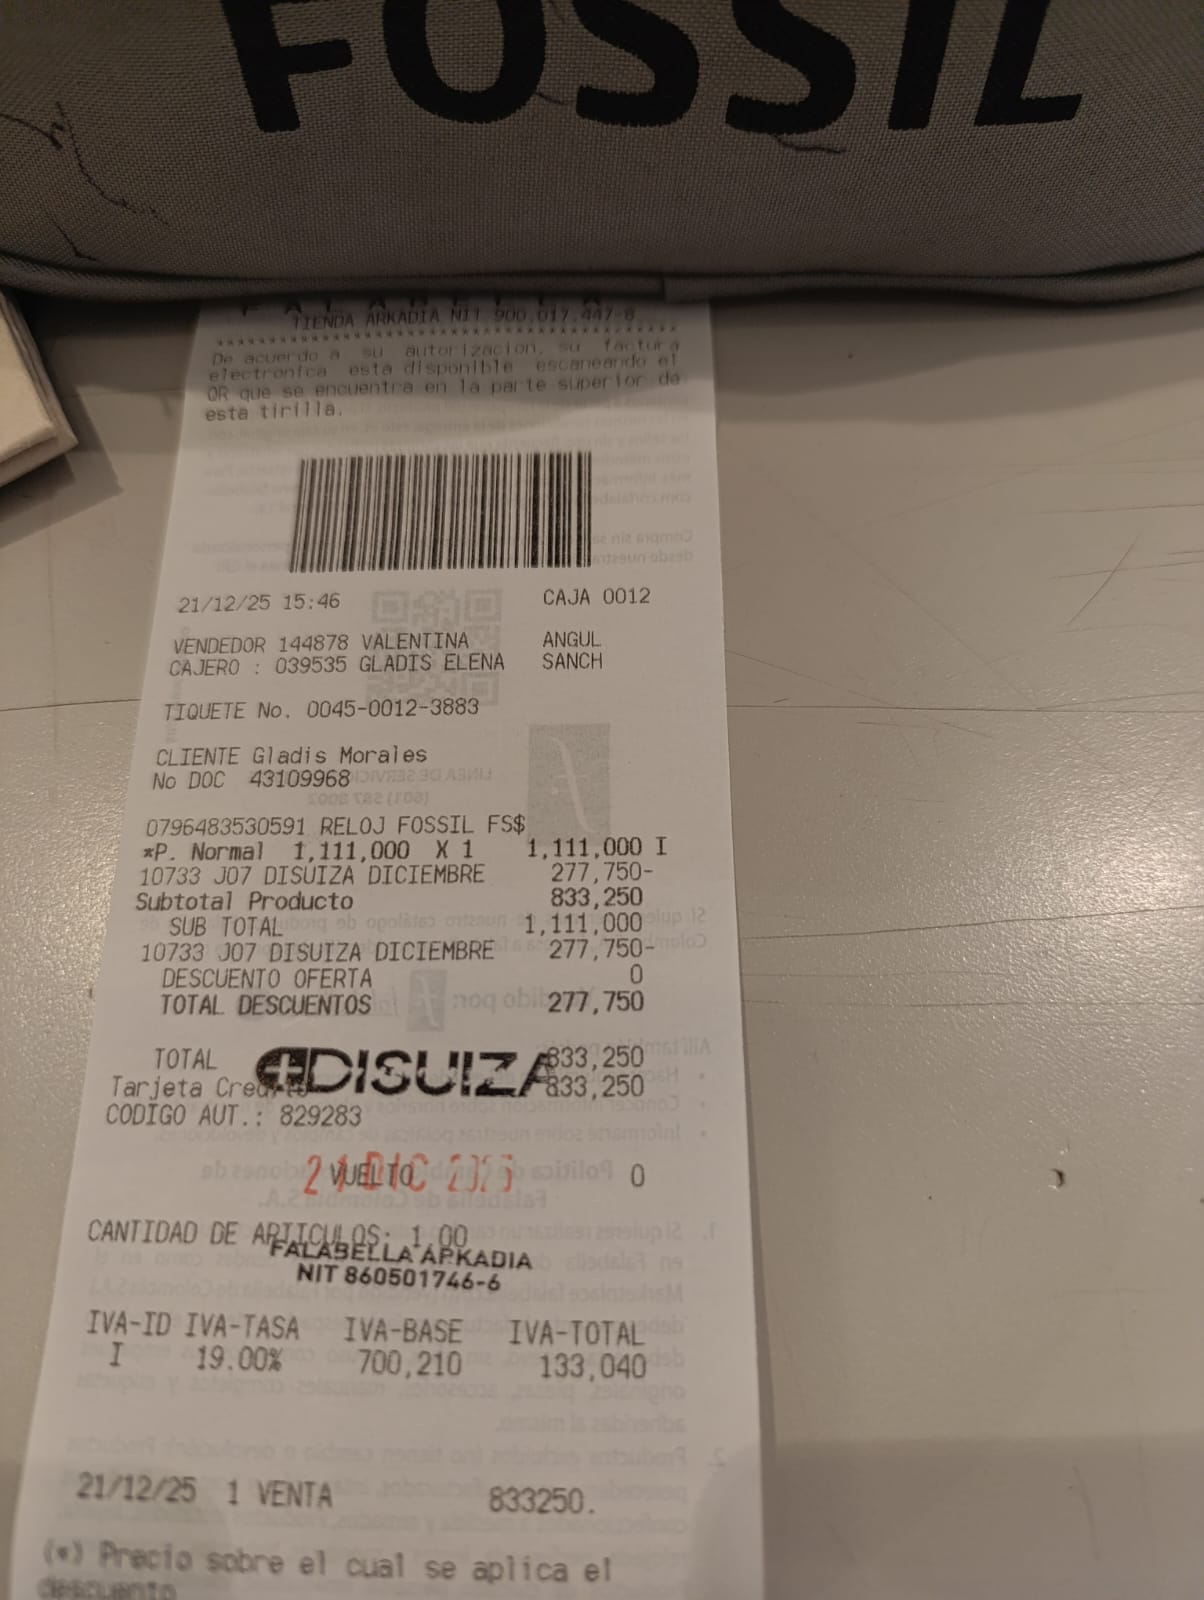 FOSSIL
FALABELLA
TIENDA ARKADIA NIT 900.017.447-8
****************************************
De acuerdo a su autorizacion, su factura
electronica esta disponible escaneando el
QR que se encuentra en la parte superior de
esta tirilla.
21/12/25 15:46 CAJA 0012
VENDEDOR 144878 VALENTINA ANGUL
CAJERO : 039535 GLADIS ELENA SANCH
TIQUETE No. 0045-0012-3883
CLIENTE Gladis Morales
No DOC 43109968
0796483530591 RELOJ FOSSIL FS$
*P. Normal 1,111,000 X 1 1,111,000 I
10733 J07 DISUIZA DICIEMBRE 277,750-
Subtotal Producto 833,250
SUB TOTAL 1,111,000
10733 J07 DISUIZA DICIEMBRE 277,750-
DESCUENTO OFERTA 0
TOTAL DESCUENTOS 277,750
TOTAL 833,250
DISUIZA
Tarjeta Credito 833,250
CODIGO AUT.: 829283
21 DIC 2025
VUELTO 0
CANTIDAD DE ARTICULOS: 1.00
FALABELLA ARKADIA
NIT 860501746-6
IVA-ID IVA-TASA IVA-BASE IVA-TOTAL
I 19.00% 700,210 133,040
21/12/25 1 VENTA 833250.
(*) Precio sobre el cual se aplica el
descuento